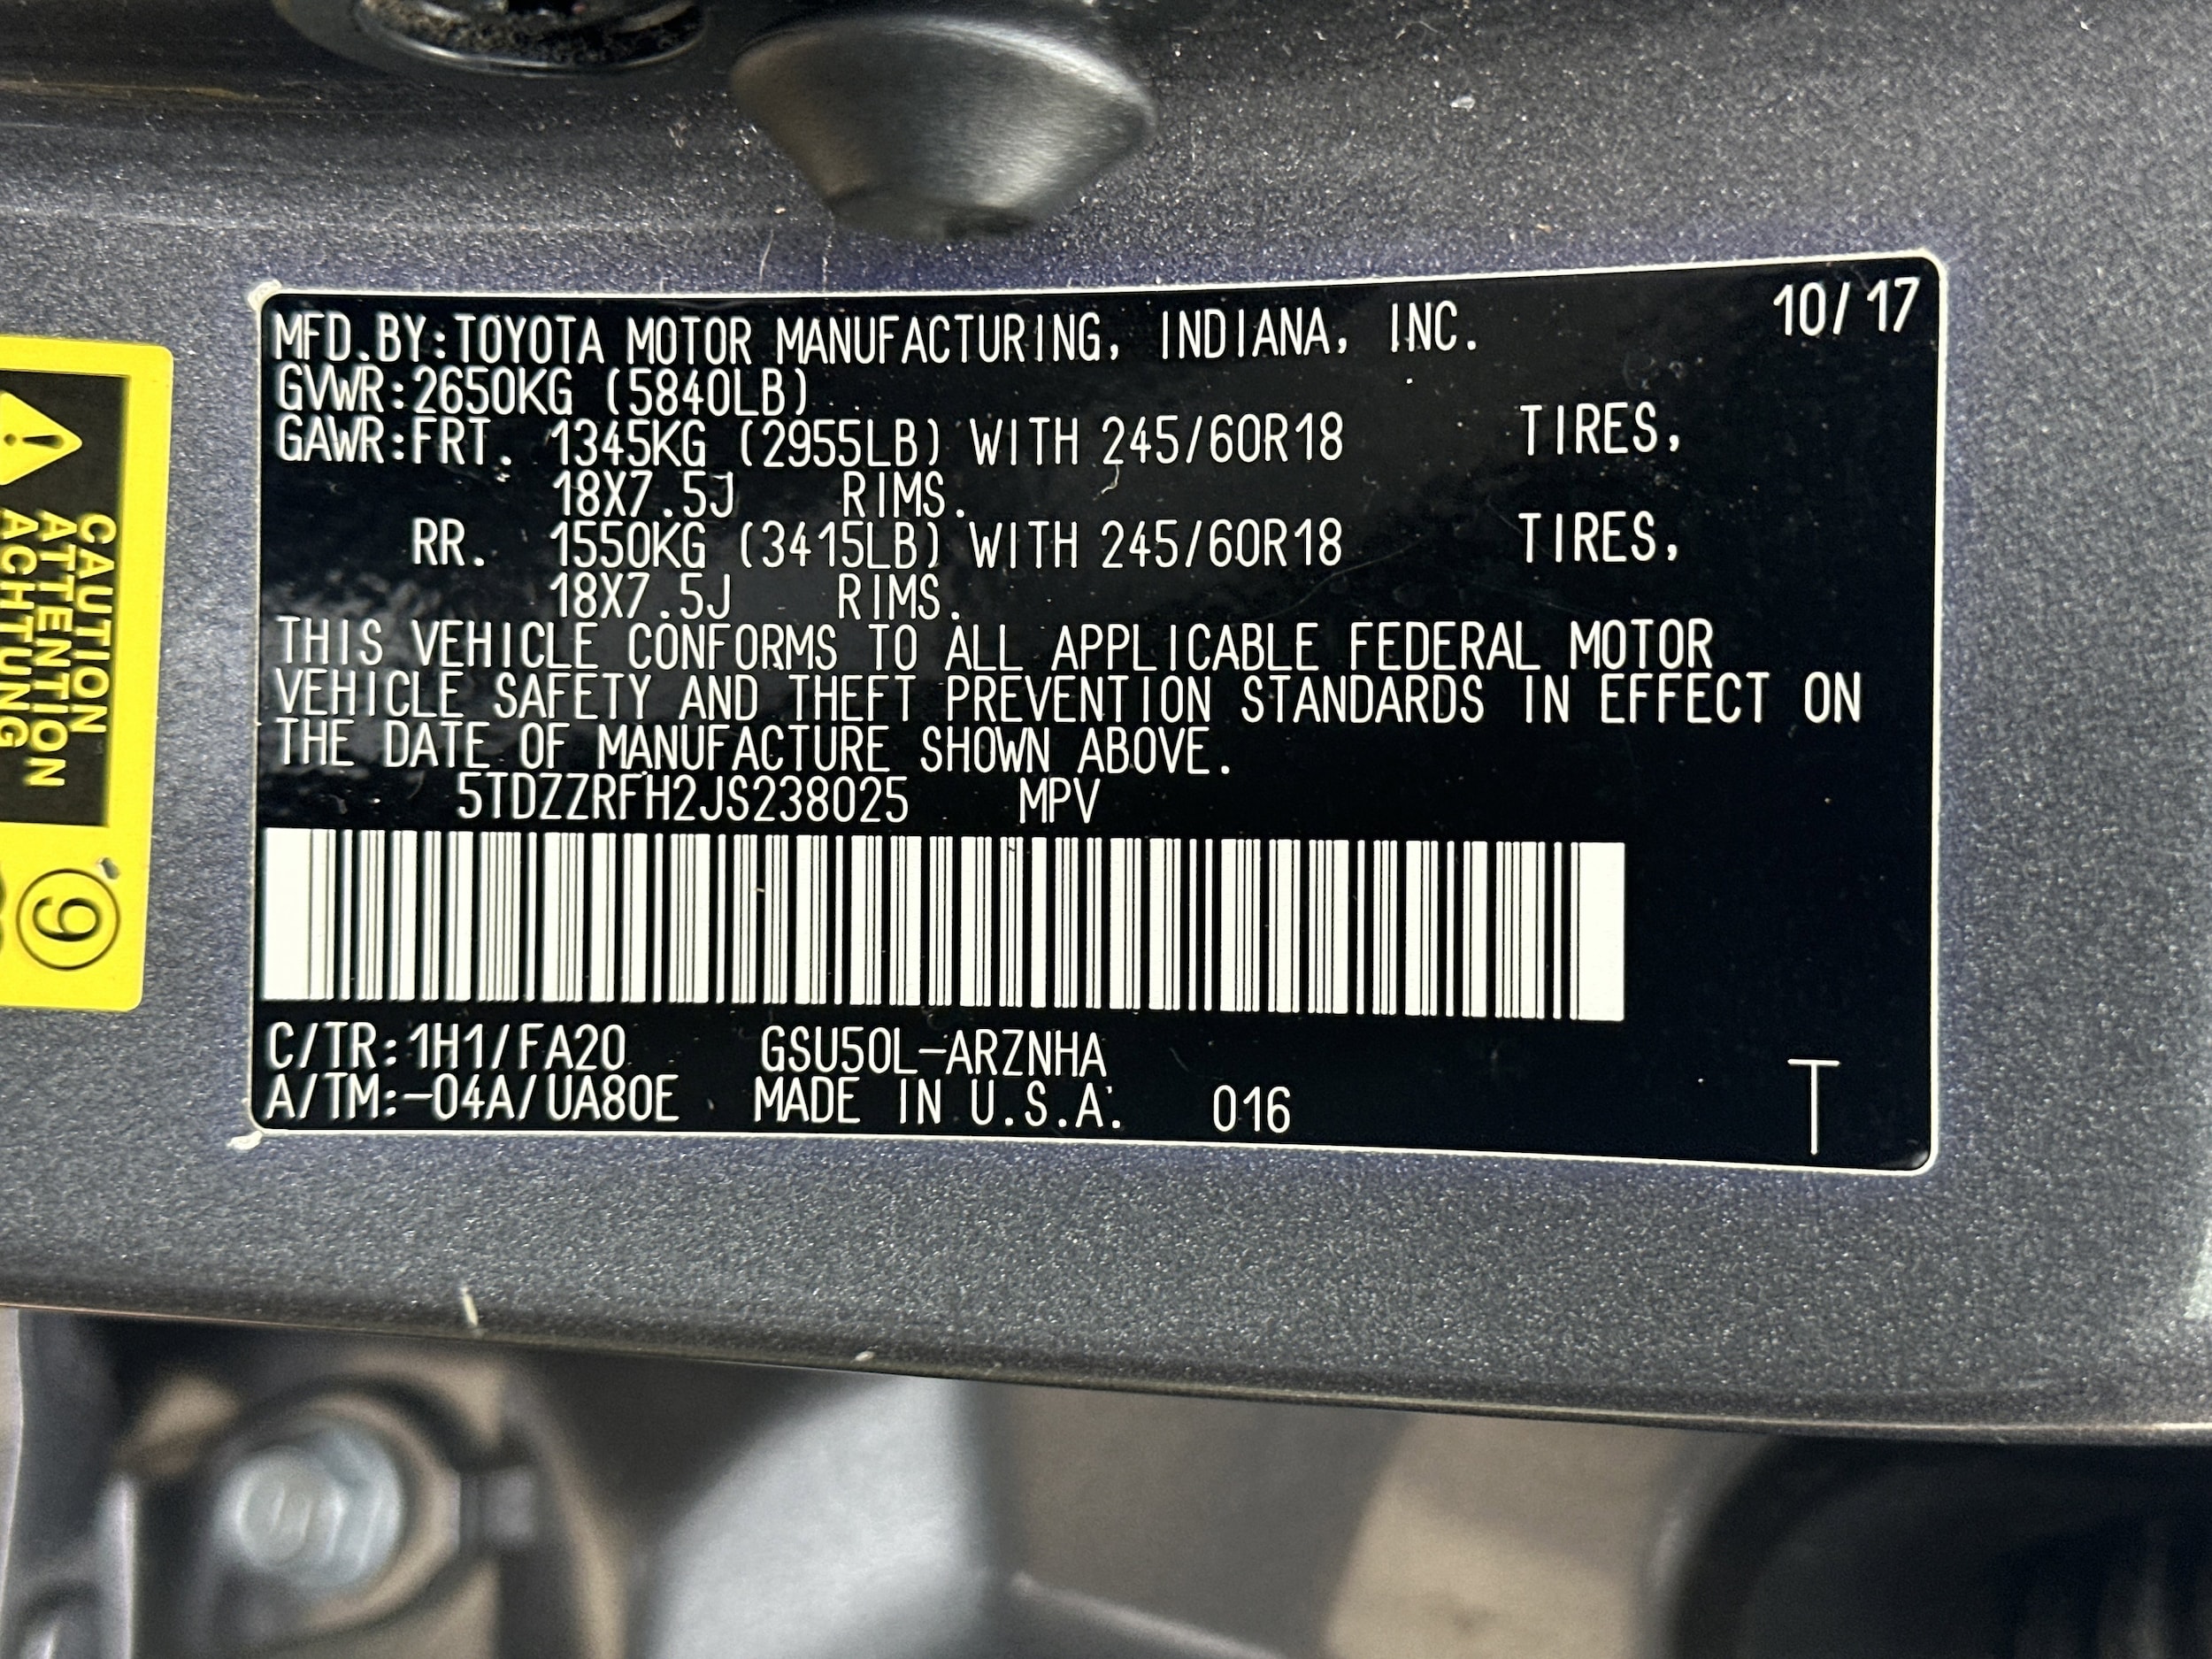 MFD.BY:TOYOTA MOTOR MANUFACTURING, INDIANA, INC. 10/17
GVWR:2650KG (5840LB)
GAWR:FRT. 1345KG (2955LB) WITH 245/60R18 TIRES,
18X7.5J RIMS.
RR. 1550KG (3415LB) WITH 245/60R18 TIRES,
18X7.5J RIMS.
THIS VEHICLE CONFORMS TO ALL APPLICABLE FEDERAL MOTOR
VEHICLE SAFETY AND THEFT PREVENTION STANDARDS IN EFFECT ON
THE DATE OF MANUFACTURE SHOWN ABOVE.
5TDZZRFH2JS238025 MPV
C/TR:1H1/FA20 GSU50L-ARZNHA
A/TM:-04A/UA80E MADE IN U.S.A. 016
T
CAUTION
ATTENTION
ACHTUNG
9